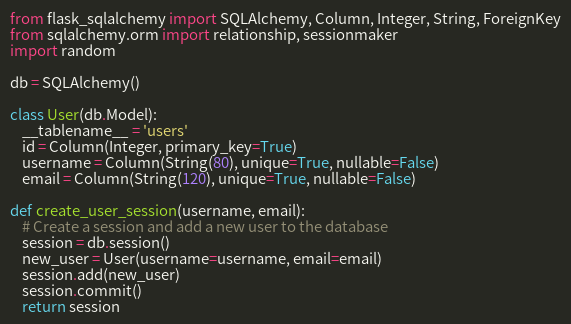 from flask_sqlalchemy import SQLAlchemy, Column, Integer, String, ForeignKey
from sqlalchemy.orm import relationship, sessionmaker
import random

db = SQLAlchemy()

class User(db.Model):
    __tablename__ = 'users'
    id = Column(Integer, primary_key=True)
    username = Column(String(80), unique=True, nullable=False)
    email = Column(String(120), unique=True, nullable=False)

def create_user_session(username, email):
    # Create a session and add a new user to the database
    session = db.session()
    new_user = User(username=username, email=email)
    session.add(new_user)
    session.commit()
    return session